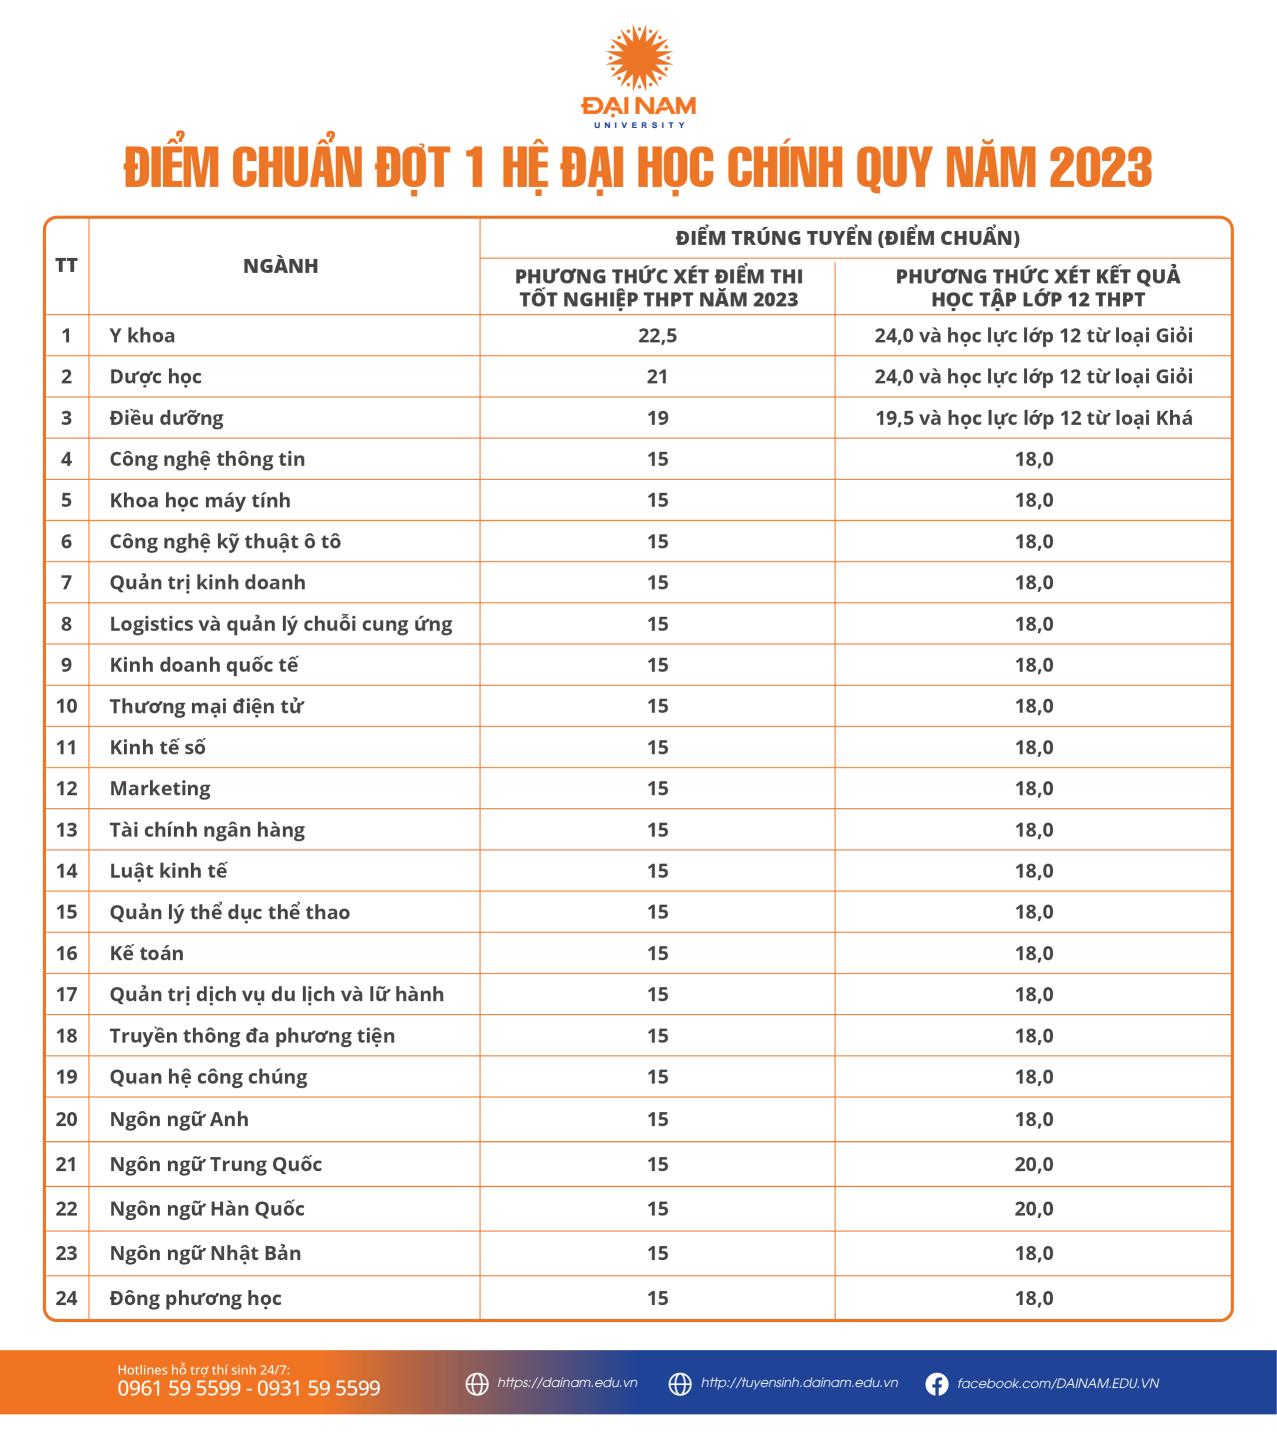 ĐẠI NAM
UNIVERSITY
ĐIỂM CHUẨN ĐỢT 1 HỆ ĐẠI HỌC CHÍNH QUY NĂM 2023
TT
NGÀNH
ĐIỂM TRÚNG TUYỂN (ĐIỂM CHUẨN)
PHƯƠNG THỨC XÉT ĐIỂM THI
TỐT NGHIỆP THPT NĂM 2023
PHƯƠNG THỨC XÉT KẾT QUẢ
HỌC TẬP LỚP 12 THPT
1 Y khoa 22,5 24,0 và học lực lớp 12 từ loại Giỏi
2 Dược học 21 24,0 và học lực lớp 12 từ loại Giỏi
3 Điều dưỡng 19 19,5 và học lực lớp 12 từ loại Khá
4 Công nghệ thông tin 15 18,0
5 Khoa học máy tính 15 18,0
6 Công nghệ kỹ thuật ô tô 15 18,0
7 Quản trị kinh doanh 15 18,0
8 Logistics và quản lý chuỗi cung ứng 15 18,0
9 Kinh doanh quốc tế 15 18,0
10 Thương mại điện tử 15 18,0
11 Kinh tế số 15 18,0
12 Marketing 15 18,0
13 Tài chính ngân hàng 15 18,0
14 Luật kinh tế 15 18,0
15 Quản lý thể dục thể thao 15 18,0
16 Kế toán 15 18,0
17 Quản trị dịch vụ du lịch và lữ hành 15 18,0
18 Truyền thông đa phương tiện 15 18,0
19 Quan hệ công chúng 15 18,0
20 Ngôn ngữ Anh 15 18,0
21 Ngôn ngữ Trung Quốc 15 20,0
22 Ngôn ngữ Hàn Quốc 15 20,0
23 Ngôn ngữ Nhật Bản 15 18,0
24 Đông phương học 15 18,0
Hotlines hỗ trợ thí sinh 24/7:
0961 59 5599 - 0931 59 5599
https://dainam.edu.vn
http://tuyensinh.dainam.edu.vn
facebook.com/DAINAM.EDU.VN